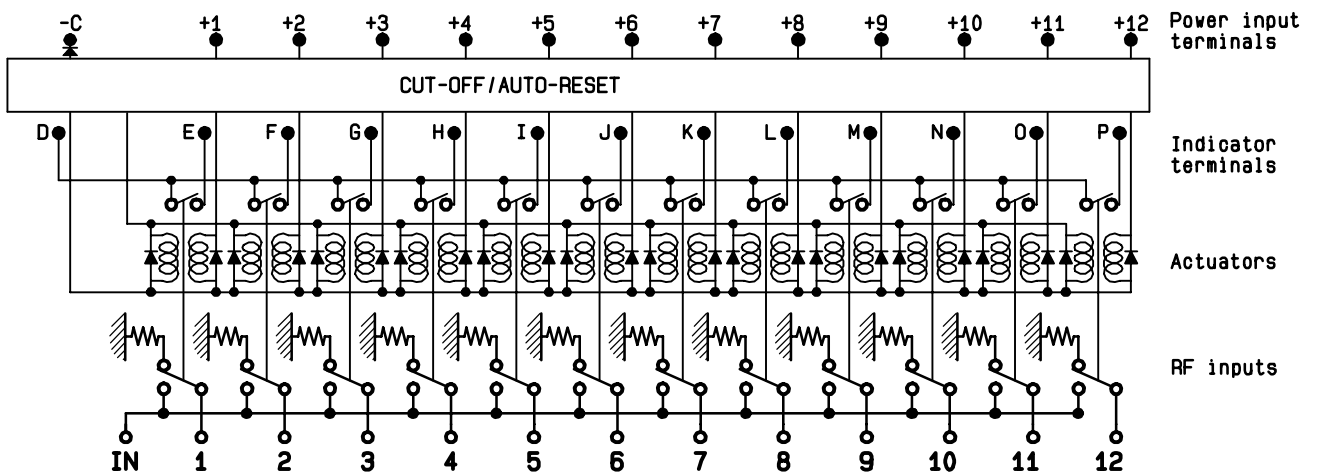 -C +1 +2 +3 +4 +5 +6 +7 +8 +9 +10 +11 +12 Power input
terminals
CUT-OFF/AUTO-RESET
D E F G H I J K L M N O P Indicator
terminals
Actuators
RF inputs
IN 1 2 3 4 5 6 7 8 9 10 11 12